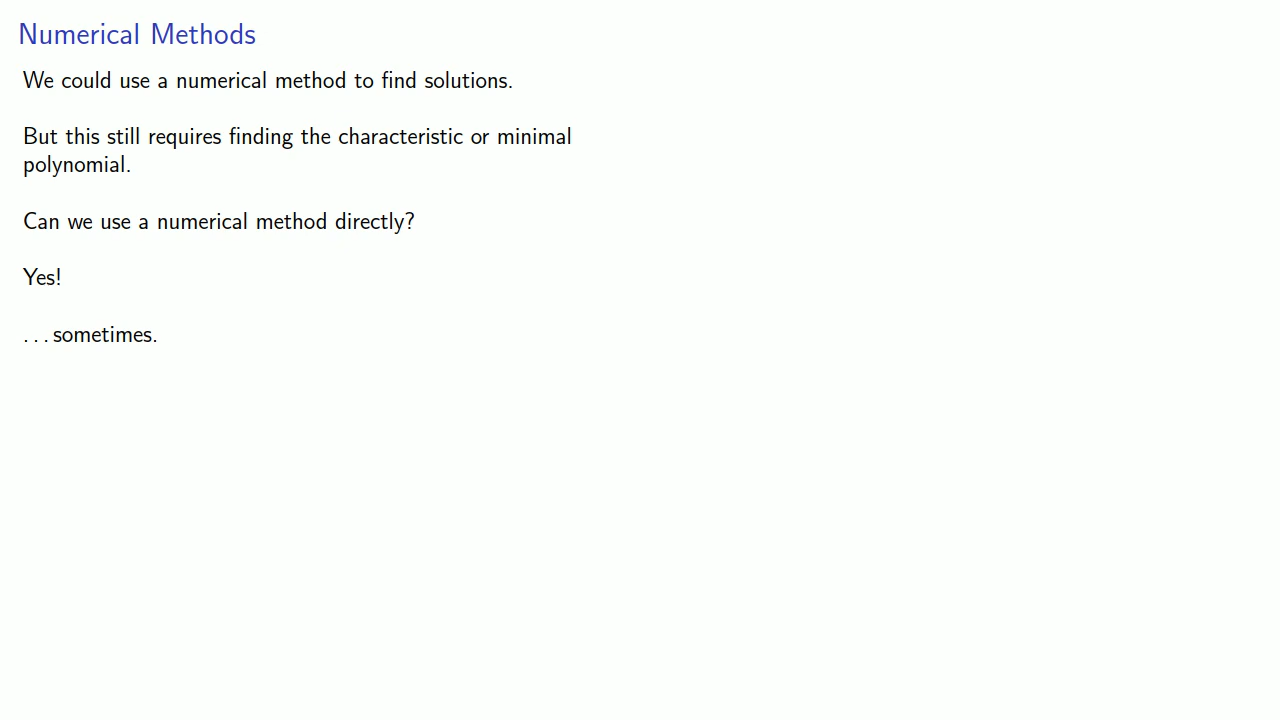 Numerical Methods
We could use a numerical method to find solutions.
But this still requires finding the characteristic or minimal
polynomial.
Can we use a numerical method directly?
Yes!
...sometimes.